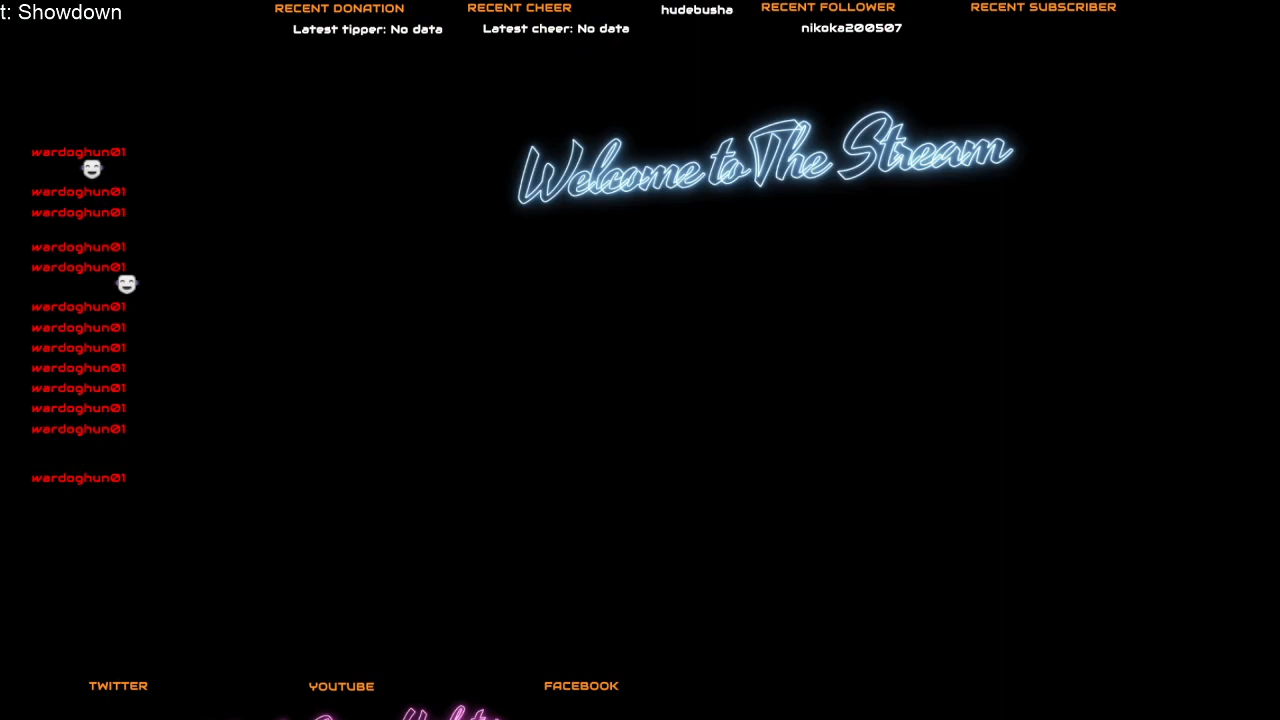 t: Showdown
RECENT DONATION
Latest tipper: No data
RECENT CHEER
Latest cheer: No data
hudebusha
RECENT FOLLOWER
nikoka200507
RECENT SUBSCRIBER
Welcome to The Stream
wardoghun01
wardoghun01
wardoghun01
wardoghun01
wardoghun01
wardoghun01
wardoghun01
wardoghun01
wardoghun01
wardoghun01
wardoghun01
wardoghun01
wardoghun01
TWITTER
YOUTUBE
FACEBOOK